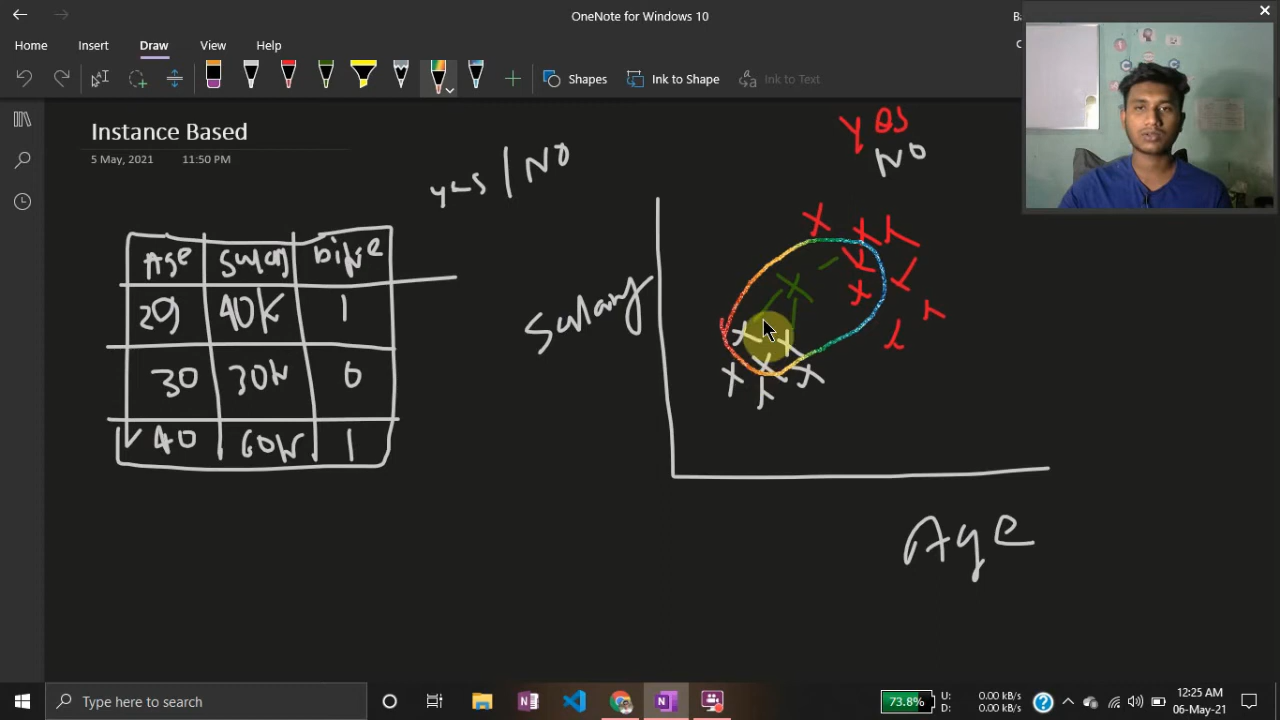 OneNote for Windows 10
Home Insert Draw View Help
Shapes
Ink to Shape
Ink to Text
Instance Based
5 May, 2021 11:50 PM
yes / NO
Yes
NO
Age Salary bike
29 40K 1
30 30K 0
40 60K 1
Salary
Age
Type here to search
73.8%
U: 0.00 kB/s
D: 0.00 kB/s
12:25 AM
06-May-21